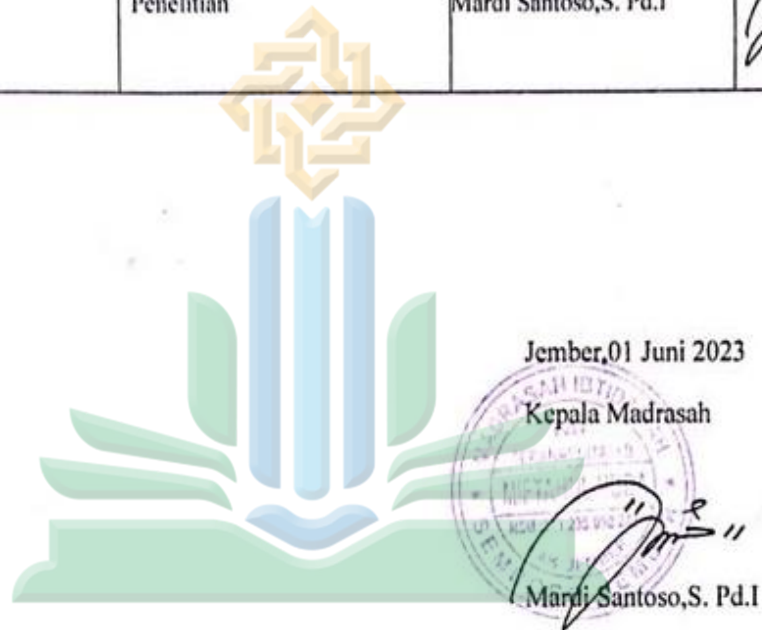 Penelitian Mardi Santoso,S. Pd.I
Jember,01 Juni 2023
Kepala Madrasah
Mardi Santoso,S. Pd.I